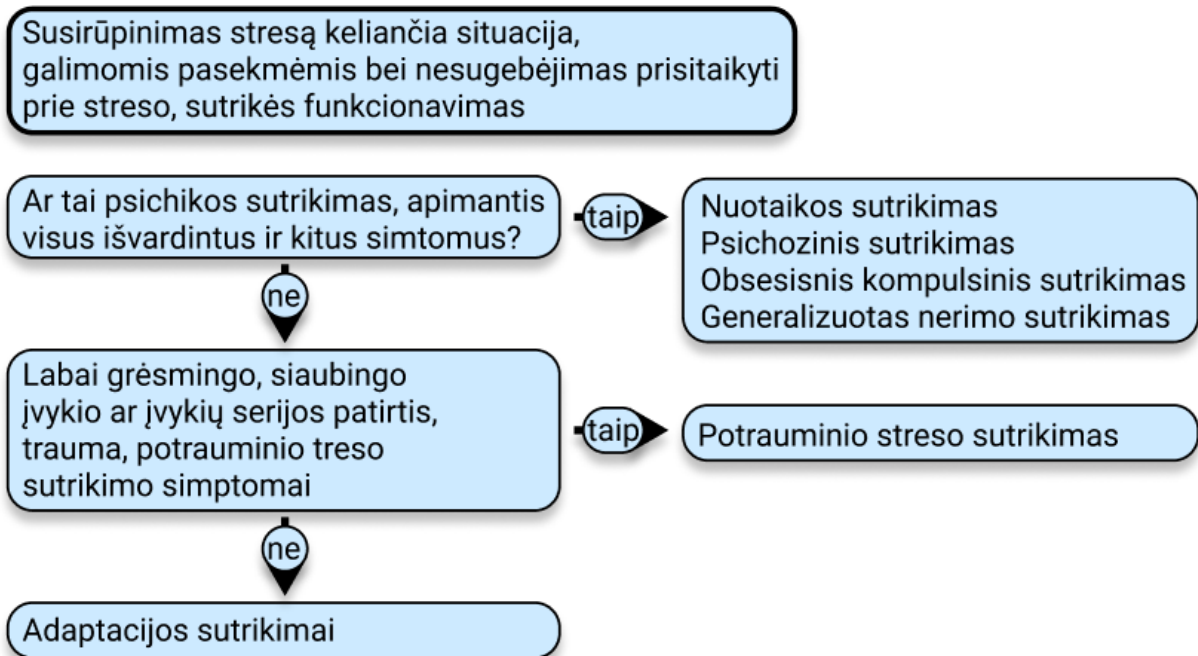 Susirūpinimas stresą keliančia situacija,
galimomis pasekmėmis bei nesugebėjimas prisitaikyti
prie streso, sutrikės funkcionavimas
Ar tai psichikos sutrikimas, apimantis
visus išvardintus ir kitus simtomus?
taip
Nuotaikos sutrikimas
Psichozinis sutrikimas
Obsesisnis kompulsinis sutrikimas
Generalizuotas nerimo sutrikimas
ne
Labai grėsmingo, siaubingo
įvykio ar įvykių serijos patirtis,
trauma, potrauminio treso
sutrikimo simptomai
taip
Potrauminio streso sutrikimas
ne
Adaptacijos sutrikimai